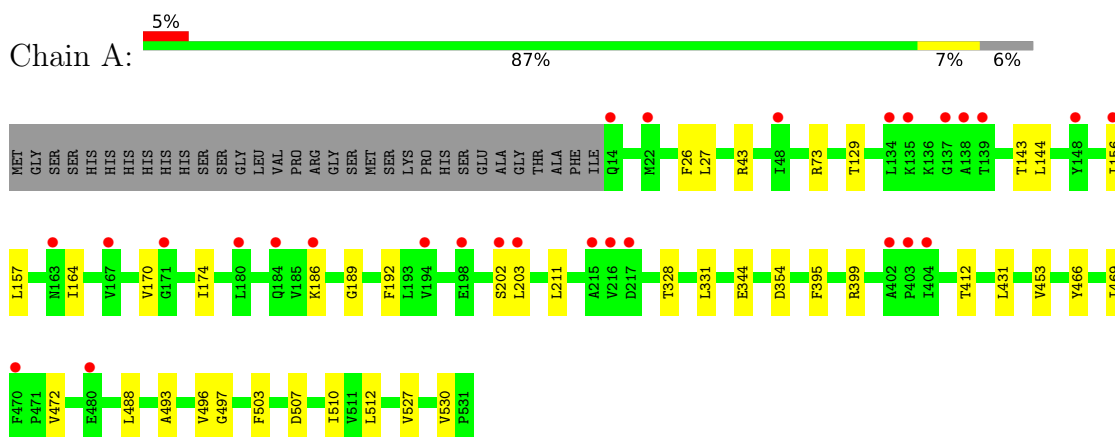 5%
Chain A:
87% 7% 6%
MET GLY SER SER HIS HIS HIS HIS HIS HIS SER SER GLY LEU VAL PRO ARG GLY SER MET SER LYS PRO HIS SER GLU ALA GLY THR ALA PHE ILE Q14 M22 F26 L27 R43 I48 R73 T129 L134 K135 K136 G137 A138 T139 T143 L144 Y148 I156
L157 N163 I164 V167 V170 G171 I174 L180 Q184 V185 K186 G189 F192 L193 V194 E198 S202 L203 L211 A215 V216 D217 T328 L331 E344 D354 F395 R399 A402 P403 I404 T412 L431 V453 Y466 I469
F470 P471 V472 E480 L488 A493 V496 G497 F503 D507 I510 V511 L512 V527 V530 P531